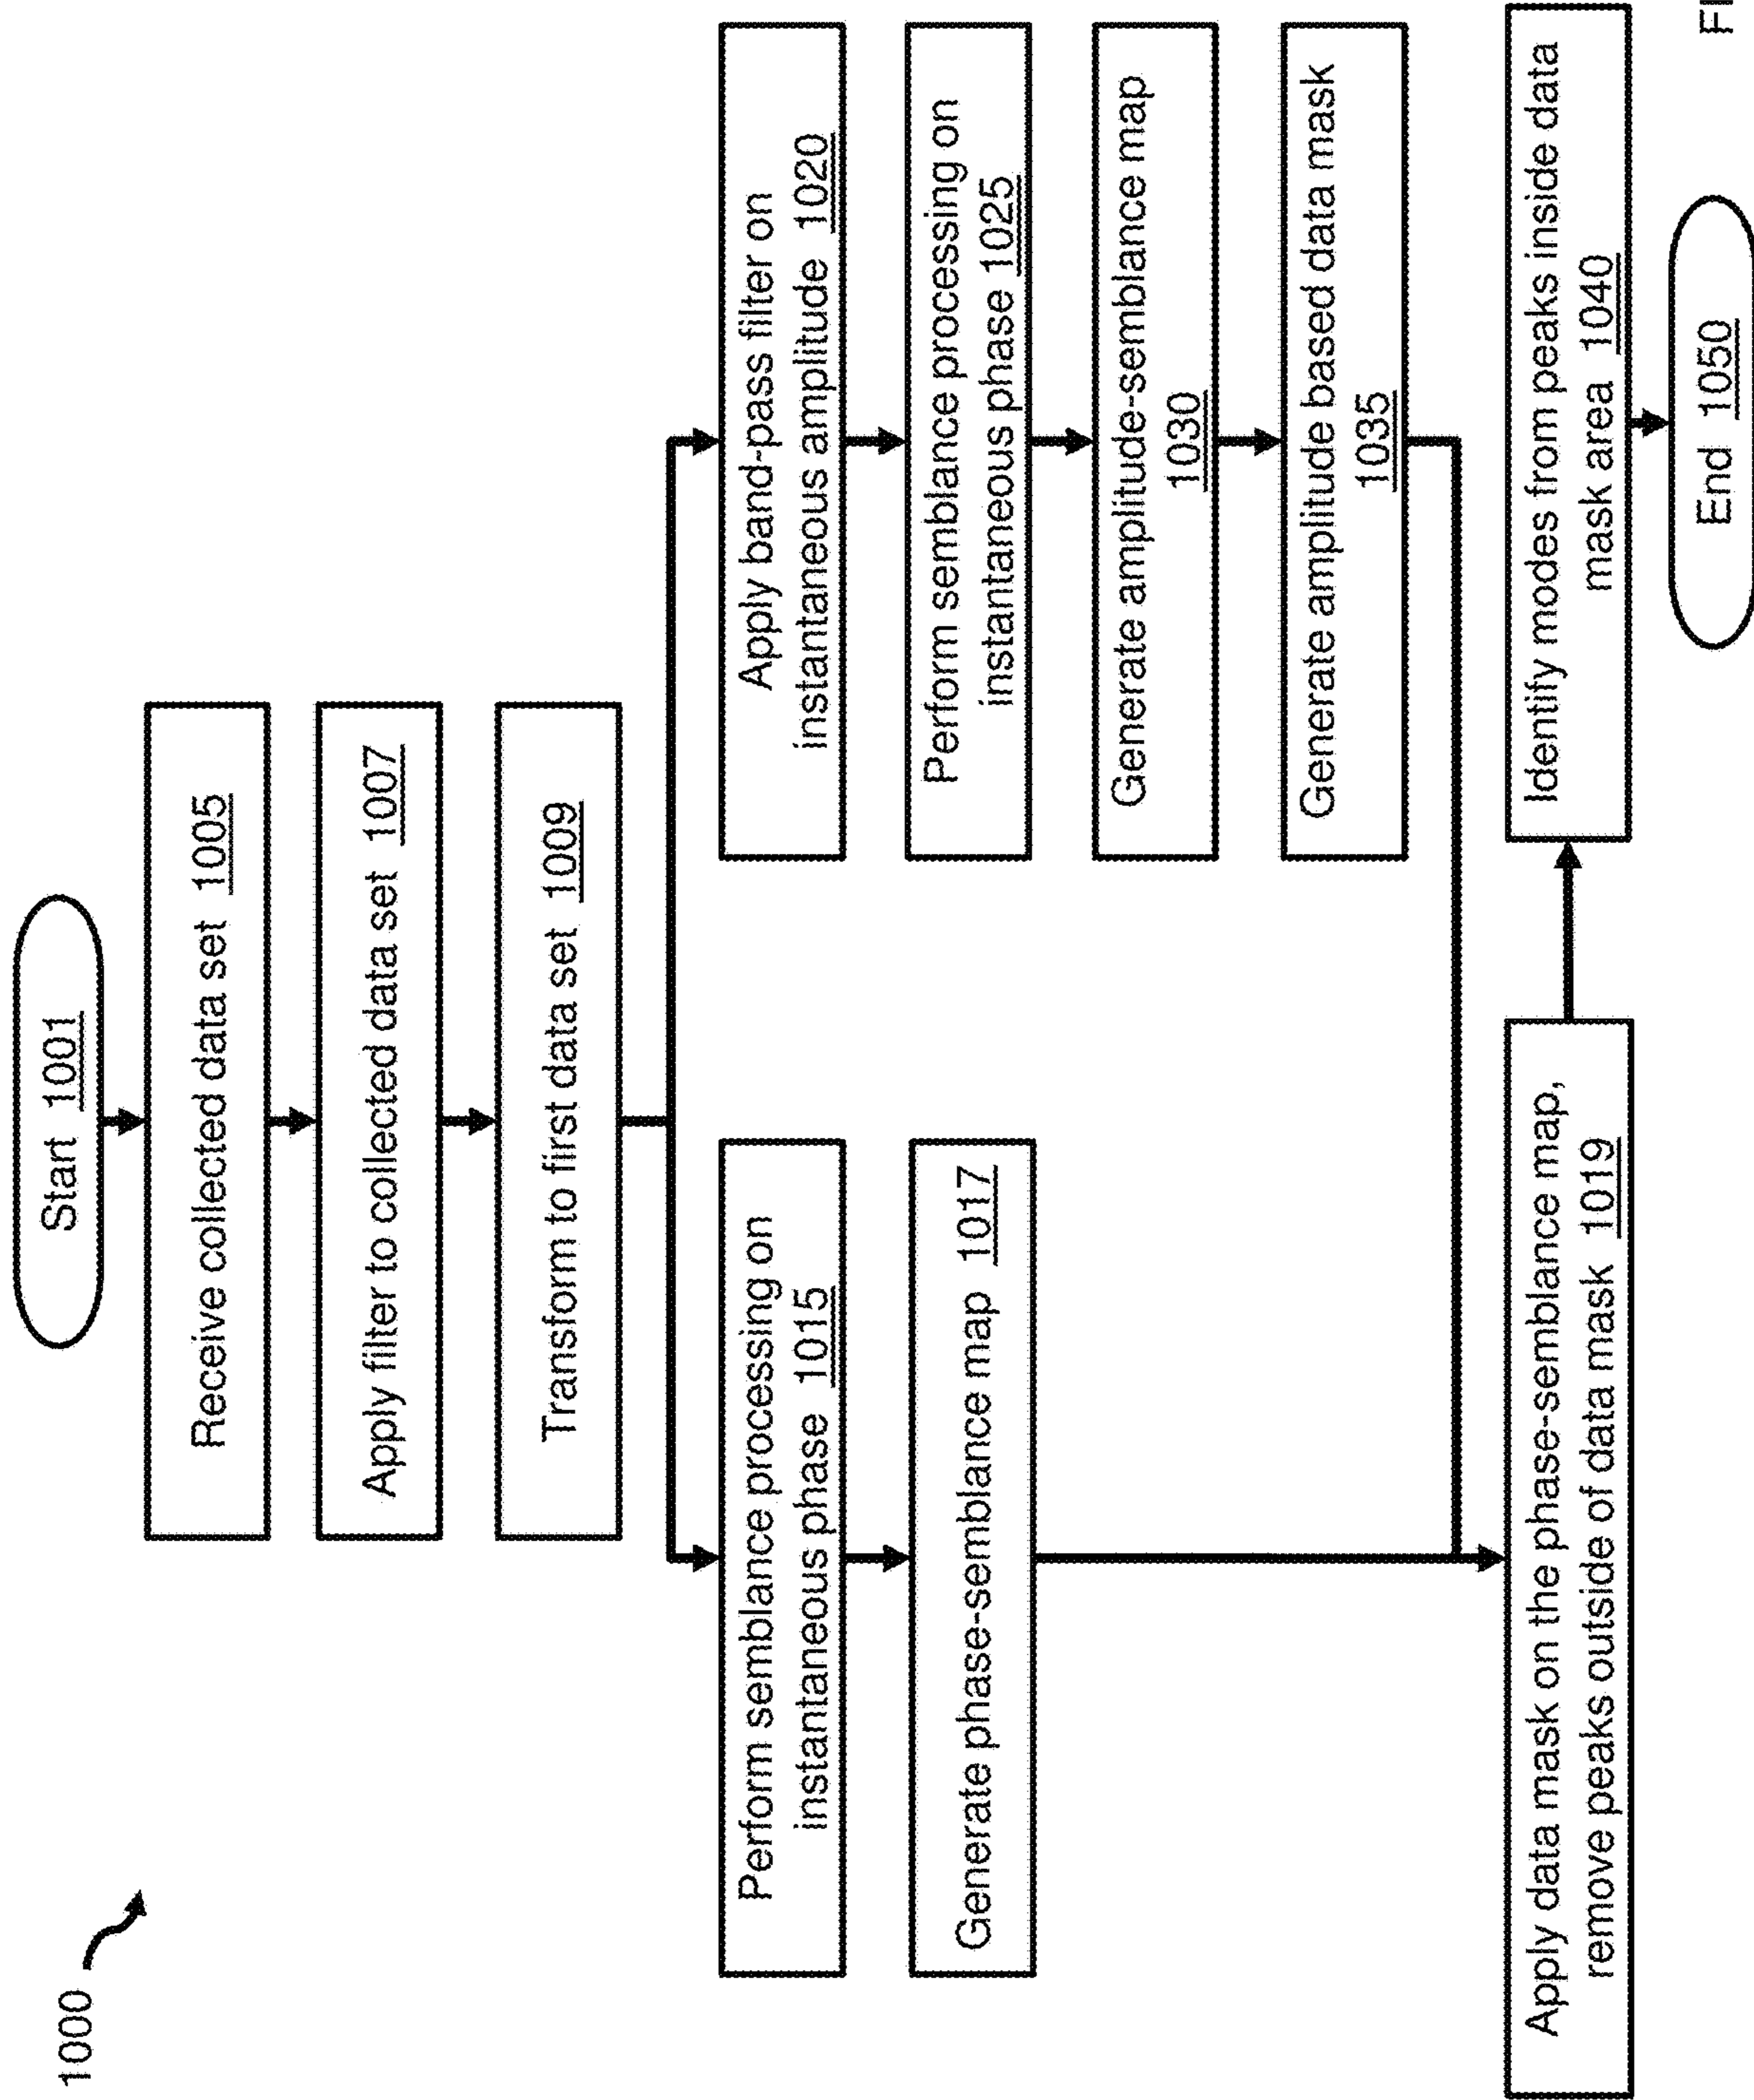 1000
Start 1001
Receive collected data set 1005
Apply filter to collected data set 1007
Transform to first data set 1009
Perform semblance processing on
instantaneous phase 1015
Generate phase-semblance map 1017
Apply band-pass filter on
instantaneous amplitude 1020
Perform semblance processing on
instantaneous phase 1025
Generate amplitude-semblance map
1030
Generate amplitude based data mask
1035
Apply data mask on the phase-semblance map,
remove peaks outside of data mask 1019
Identify modes from peaks inside data
mask area 1040
End 1050